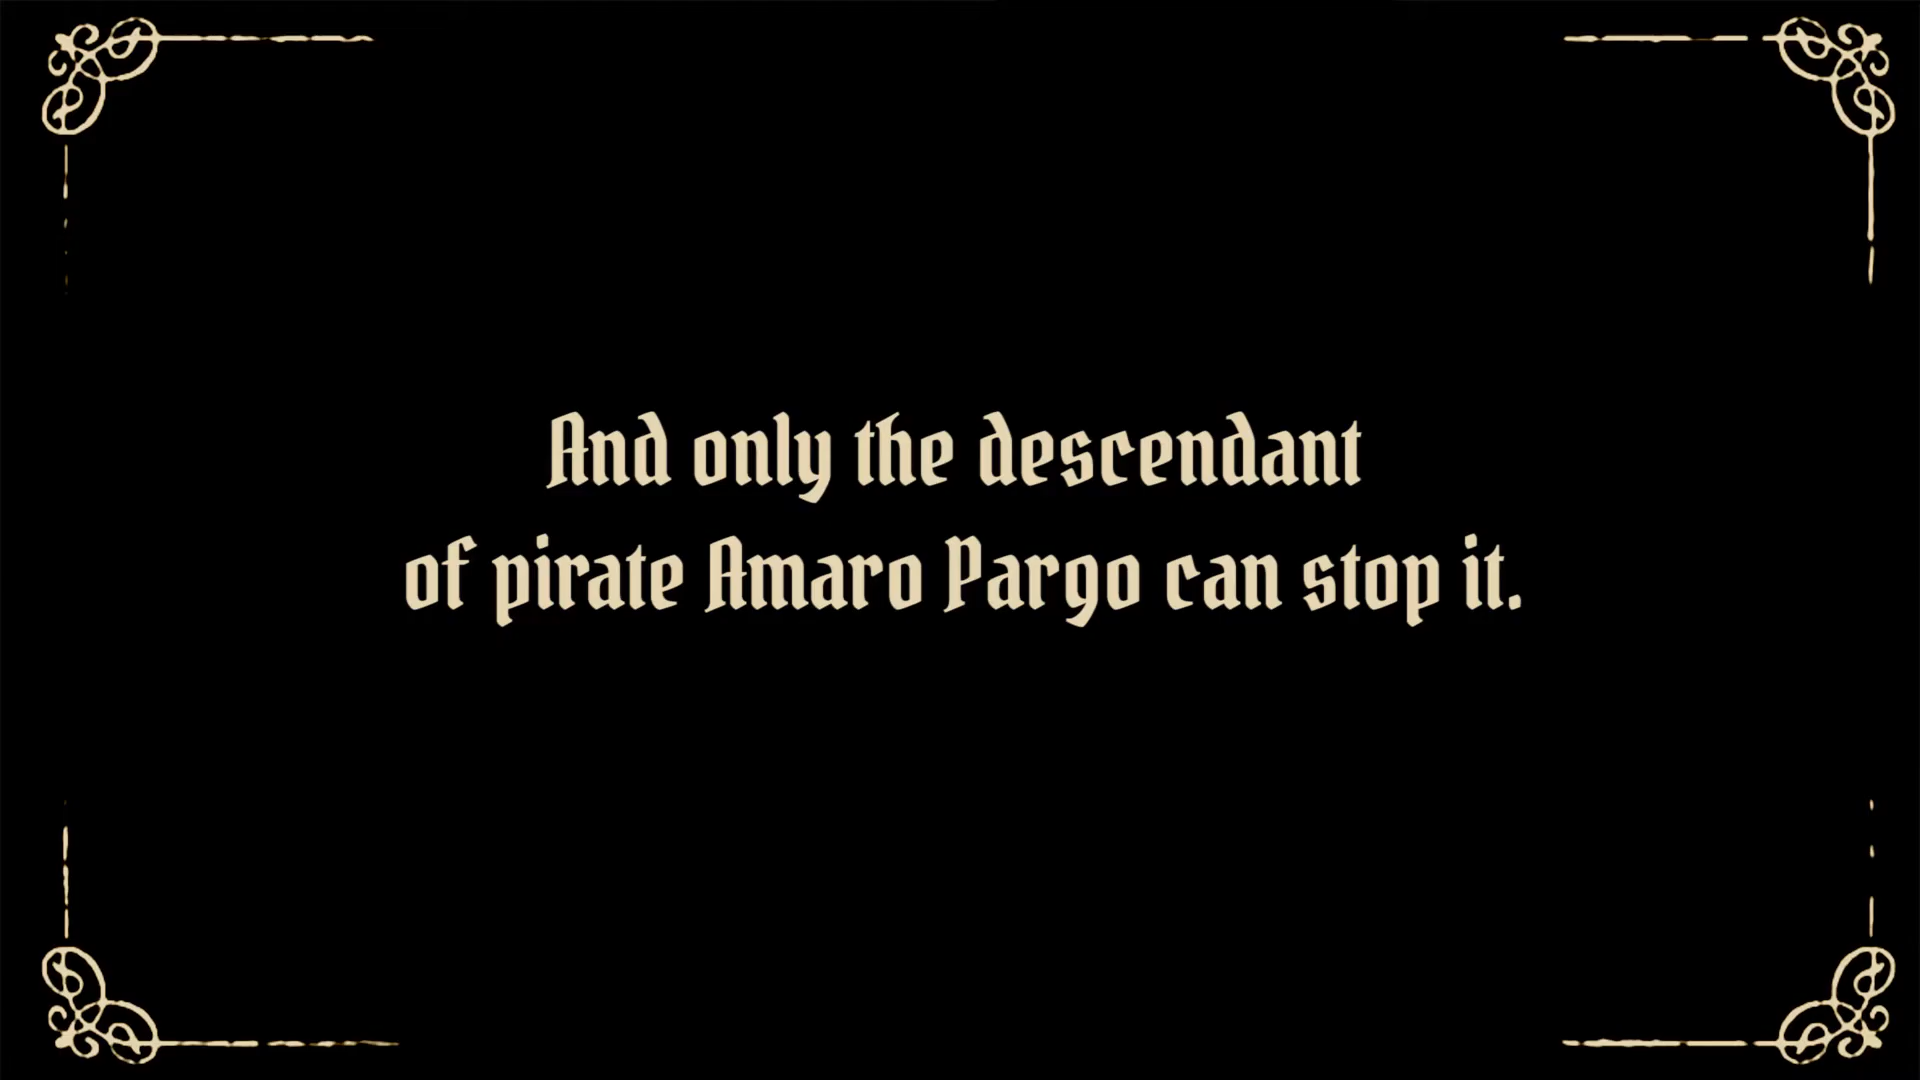 And only the descendant
of pirate Amaro Pargo can stop it.